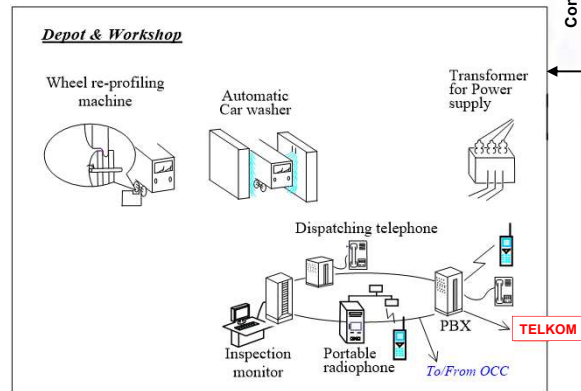 Depot & Workshop
Wheel re-profiling
machine
Automatic
Car washer
Transformer
for Power
supply
Dispatching telephone
Inspection
monitor
Portable
radiophone
PBX
TELKOM
To/From OCC